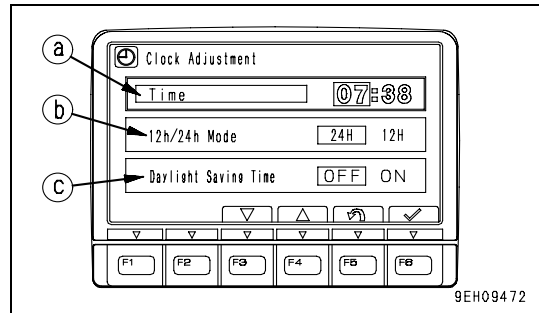 a
Clock Adjustment
Time 07:38
b
12h/24h Mode 24H 12H
c
Daylight Saving Time OFF ON
F1 F2 F3 F4 F5 F6
9EH09472